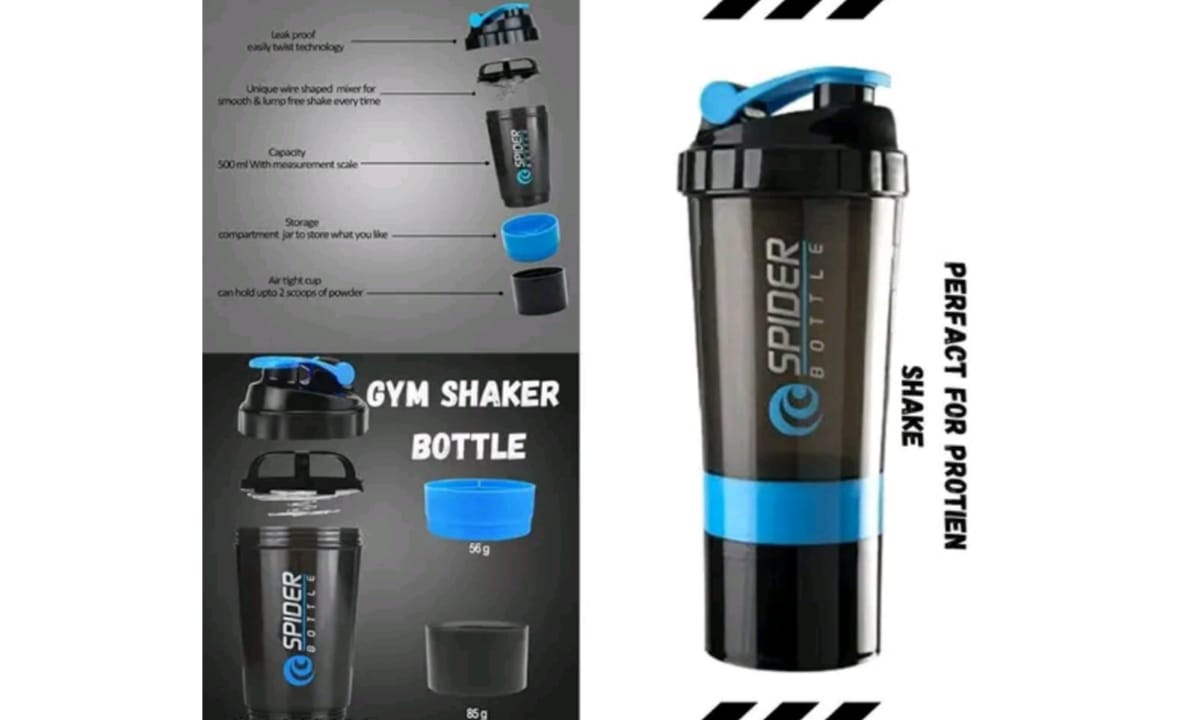 Leak proof
easily twist technology
Unique wire shaped mixer for
smooth & lump free shake every time
Capacity
500 ml With measurement scale
Storage
compartment jar to store what you like
Air tight cup
can hold upto 2 scoops of powder
SPIDER
BOTTLE
GYM SHAKER
BOTTLE
56 g
85 g
SPIDER
BOTTLE
SPIDER
BOTTLE
PERFACT FOR PROTIEN
SHAKE